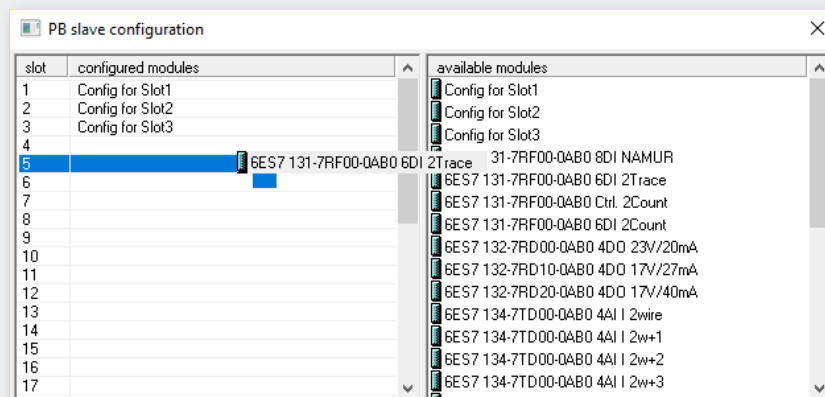 PB slave configuration
slot configured modules
1 Config for Slot1
2 Config for Slot2
3 Config for Slot3
4
5 6ES7 131-7RF00-0AB0 6DI 2Trace
6
7
8
9
10
11
12
13
14
15
16
17
available modules
Config for Slot1
Config for Slot2
Config for Slot3
31-7RF00-0AB0 8DI NAMUR
6ES7 131-7RF00-0AB0 6DI 2Trace
6ES7 131-7RF00-0AB0 Ctrl. 2Count
6ES7 131-7RF00-0AB0 6DI 2Count
6ES7 132-7RD00-0AB0 4DO 23V/20mA
6ES7 132-7RD10-0AB0 4DO 17V/27mA
6ES7 132-7RD20-0AB0 4DO 17V/40mA
6ES7 134-7TD00-0AB0 4AI I 2wire
6ES7 134-7TD00-0AB0 4AI I 2w+1
6ES7 134-7TD00-0AB0 4AI I 2w+2
6ES7 134-7TD00-0AB0 4AI I 2w+3